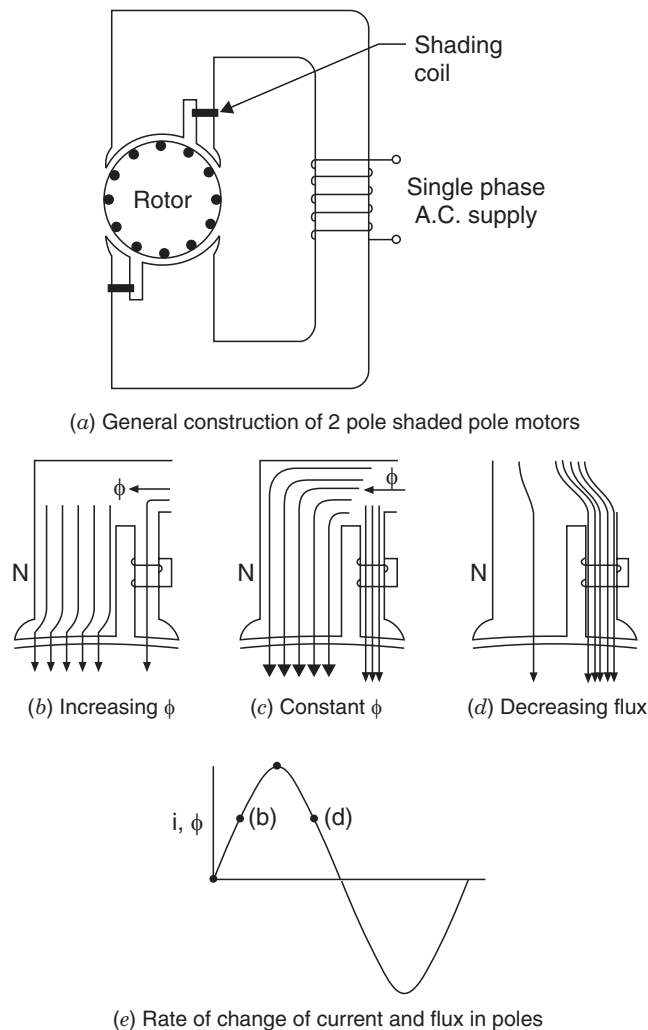 Shading
coil
Rotor
Single phase
A.C. supply
(a) General construction of 2 pole shaded pole motors
ϕ
N
(b) Increasing ϕ
ϕ
N
(c) Constant ϕ
N
(d) Decreasing flux
i, ϕ
(b)
(d)
(e) Rate of change of current and flux in poles